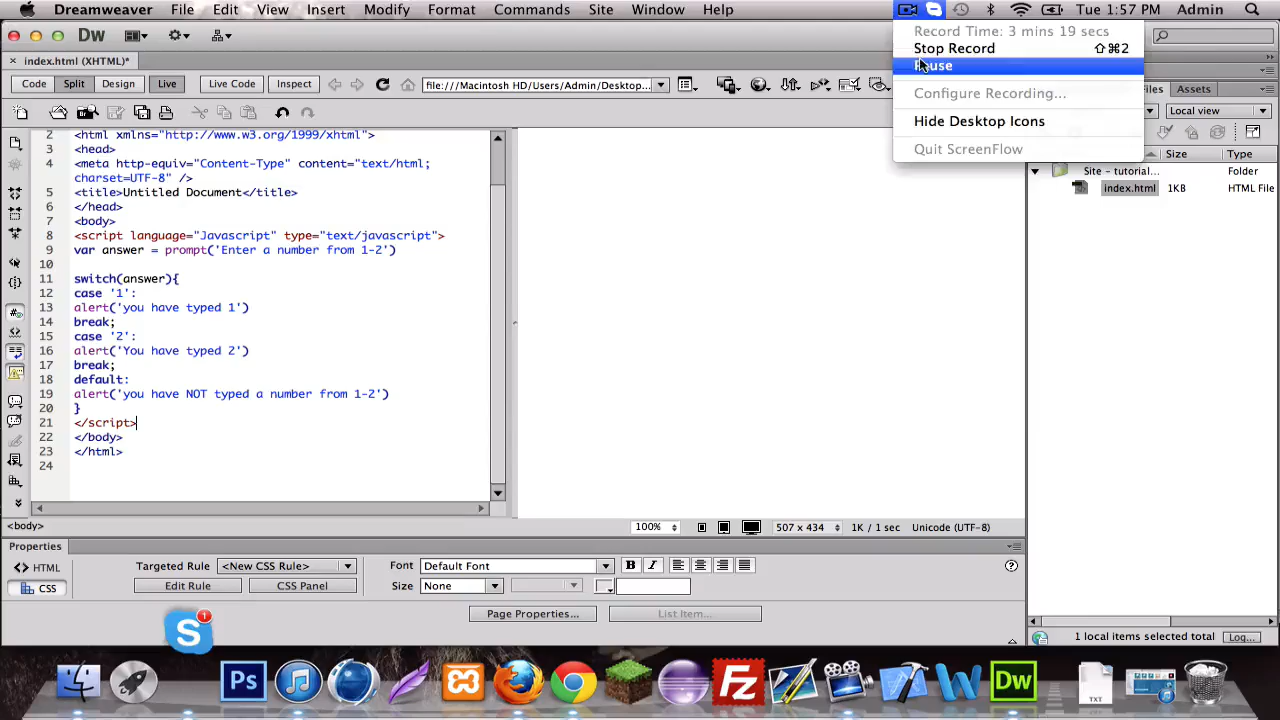 Dreamweaver File Edit View Insert Modify Format Commands Site Window Help Tue 1:57 PM Admin
Record Time: 3 mins 19 secs
Stop Record ⇧⌘2
Pause
Configure Recording...
Hide Desktop Icons
Quit ScreenFlow
Dw
index.html (XHTML)*
Code Split Design Live Live Code Inspect file:///Macintosh HD/Users/Admin/Desktop...
Files Assets
Local view
Size Type
Site - tutorial... Folder
index.html 1KB HTML File
2 <html xmlns="http://www.w3.org/1999/xhtml">
3 <head>
4 <meta http-equiv="Content-Type" content="text/html;
charset=UTF-8" />
5 <title>Untitled Document</title>
6 </head>
7 <body>
8 <script language="Javascript" type="text/javascript">
9 var answer = prompt('Enter a number from 1-2')
10
11 switch(answer){
12 case '1':
13 alert('you have typed 1')
14 break;
15 case '2':
16 alert('You have typed 2')
17 break;
18 default:
19 alert('you have NOT typed a number from 1-2')
20 }
21 </script>
22 </body>
23 </html>
24
<body> 100% 507 x 434 1K / 1 sec Unicode (UTF-8)
Properties
<> HTML Targeted Rule <New CSS Rule> Font Default Font B I
CSS Edit Rule CSS Panel Size None
Page Properties... List Item...
1 local items selected total Log...
S 1
Ps Fz W Dw TXT